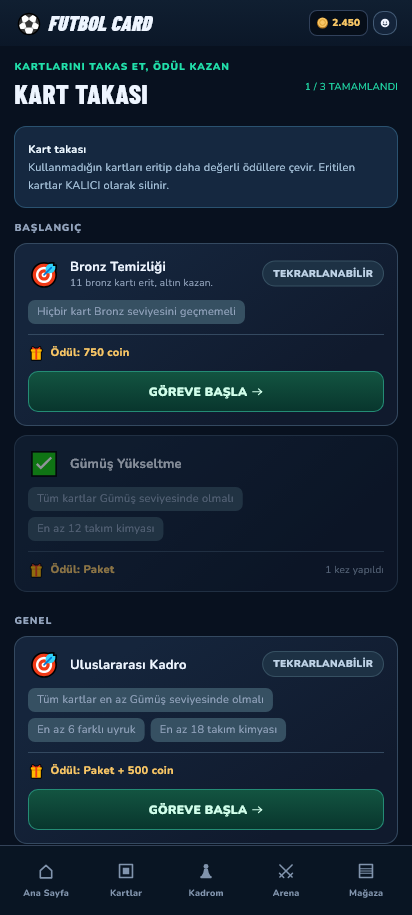 FUTBOL CARD
2.450
KARTLARINI TAKAS ET, ÖDÜL KAZAN
KART TAKASI
1 / 3 TAMAMLANDI
Kart takası
Kullanmadığın kartları eritip daha değerli ödüllere çevir. Eritilen
kartlar KALICI olarak silinir.
BAŞLANGIÇ
Bronz Temizliği
11 bronz kartı erit, altın kazan.
TEKRARLANABİLİR
Hiçbir kart Bronz seviyesini geçmemeli
Ödül: 750 coin
GÖREVE BAŞLA →
Gümüş Yükseltme
Tüm kartlar Gümüş seviyesinde olmalı
En az 12 takım kimyası
Ödül: Paket
1 kez yapıldı
GENEL
Uluslararası Kadro
TEKRARLANABİLİR
Tüm kartlar en az Gümüş seviyesinde olmalı
En az 6 farklı uyruk
En az 18 takım kimyası
Ödül: Paket + 500 coin
GÖREVE BAŞLA →
Ana Sayfa
Kartlar
Kadrom
Arena
Mağaza